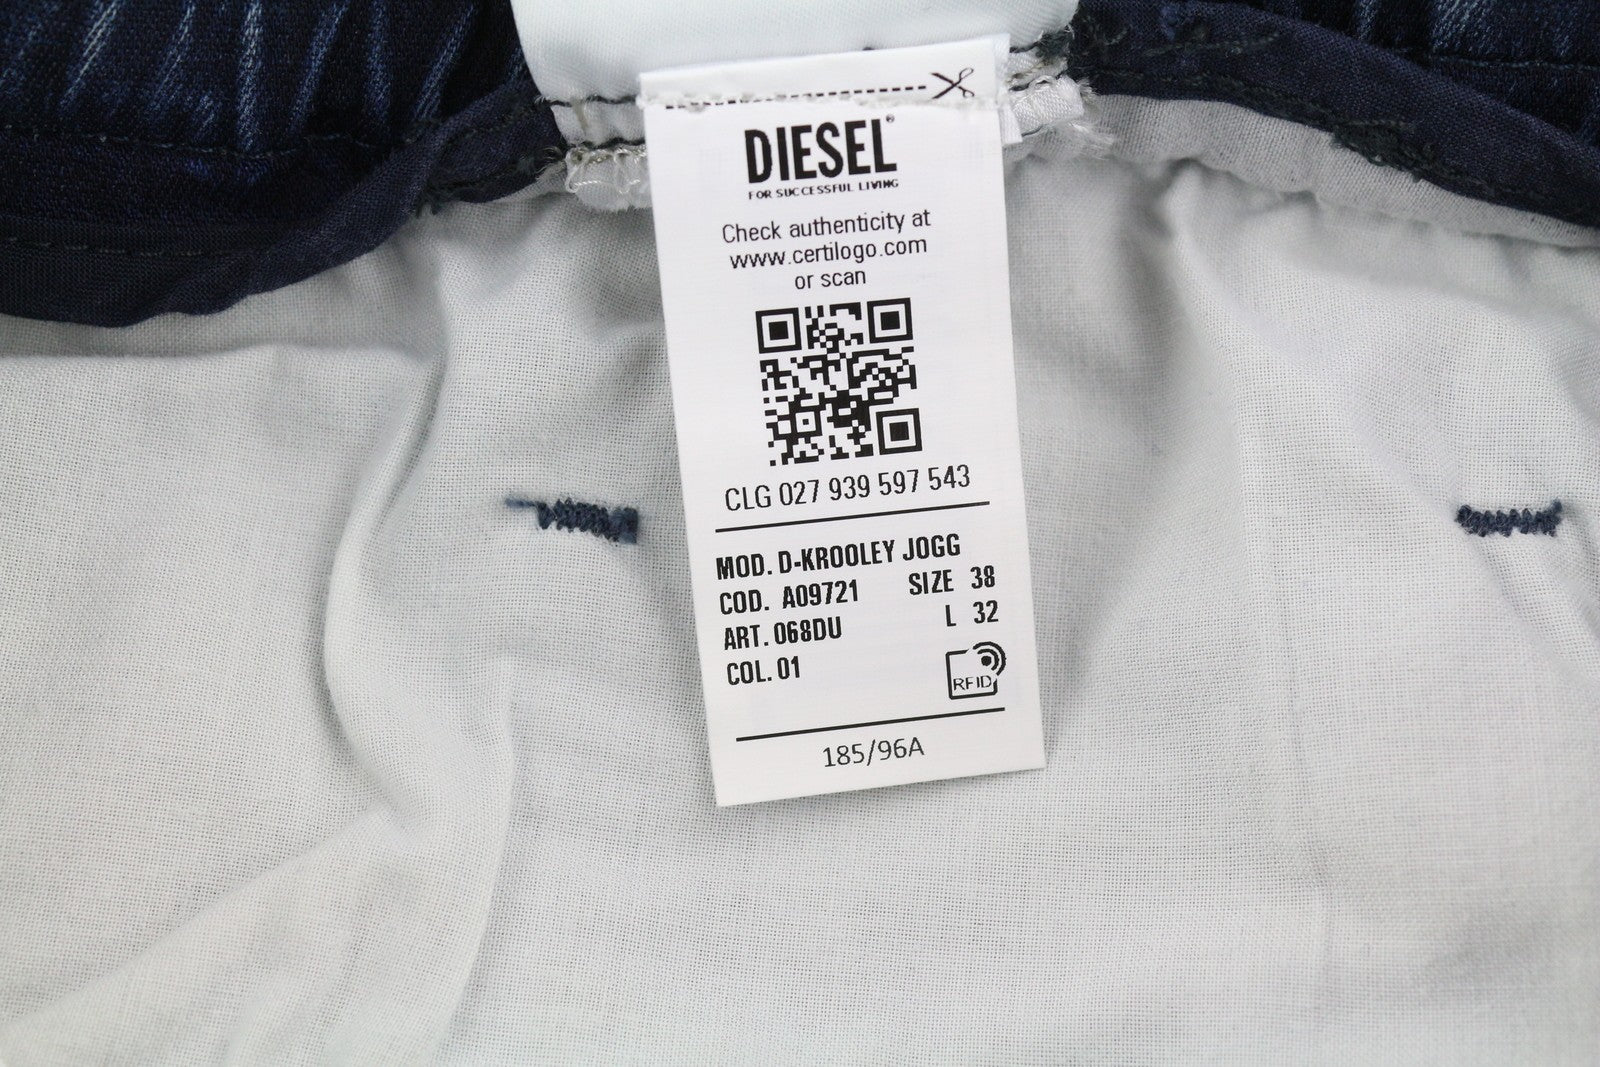 DIESEL®
FOR SUCCESSFUL LIVING
Check authenticity at
www.certilogo.com
or scan
CLG 027 939 597 543
MOD. D-KROOLEY JOGG
COD. A09721 SIZE 38
ART. 068DU L 32
COL. 01
RFID
185/96A